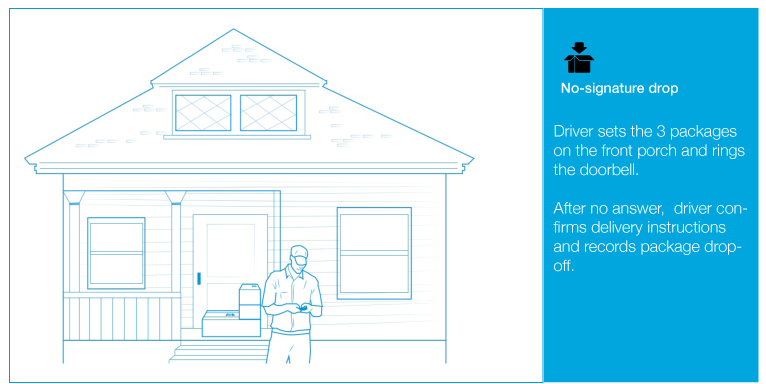 No-signature drop
Driver sets the 3 packages
on the front porch and rings
the doorbell.
After no answer,  driver con-
firms delivery instructions
and records package drop-
off.